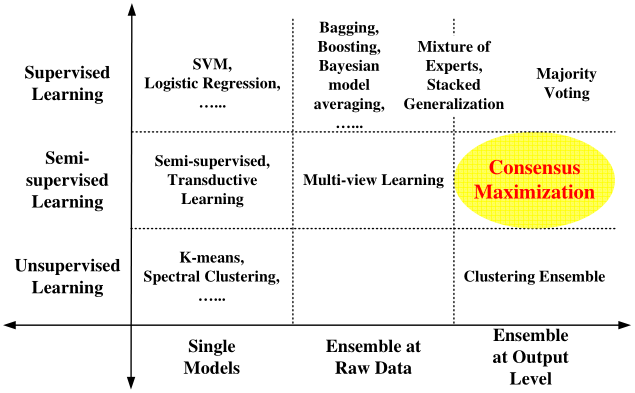 Supervised
Learning
SVM,
Logistic Regression,
…...
Bagging,
Boosting,
Bayesian
model
averaging,
…...
Mixture of
Experts,
Stacked
Generalization
Majority
Voting
Semi-
supervised
Learning
Semi-supervised,
Transductive
Learning
Multi-view Learning
Consensus
Maximization
Unsupervised
Learning
K-means,
Spectral Clustering,
…...
Clustering Ensemble
Single
Models
Ensemble at
Raw Data
Ensemble
at Output
Level